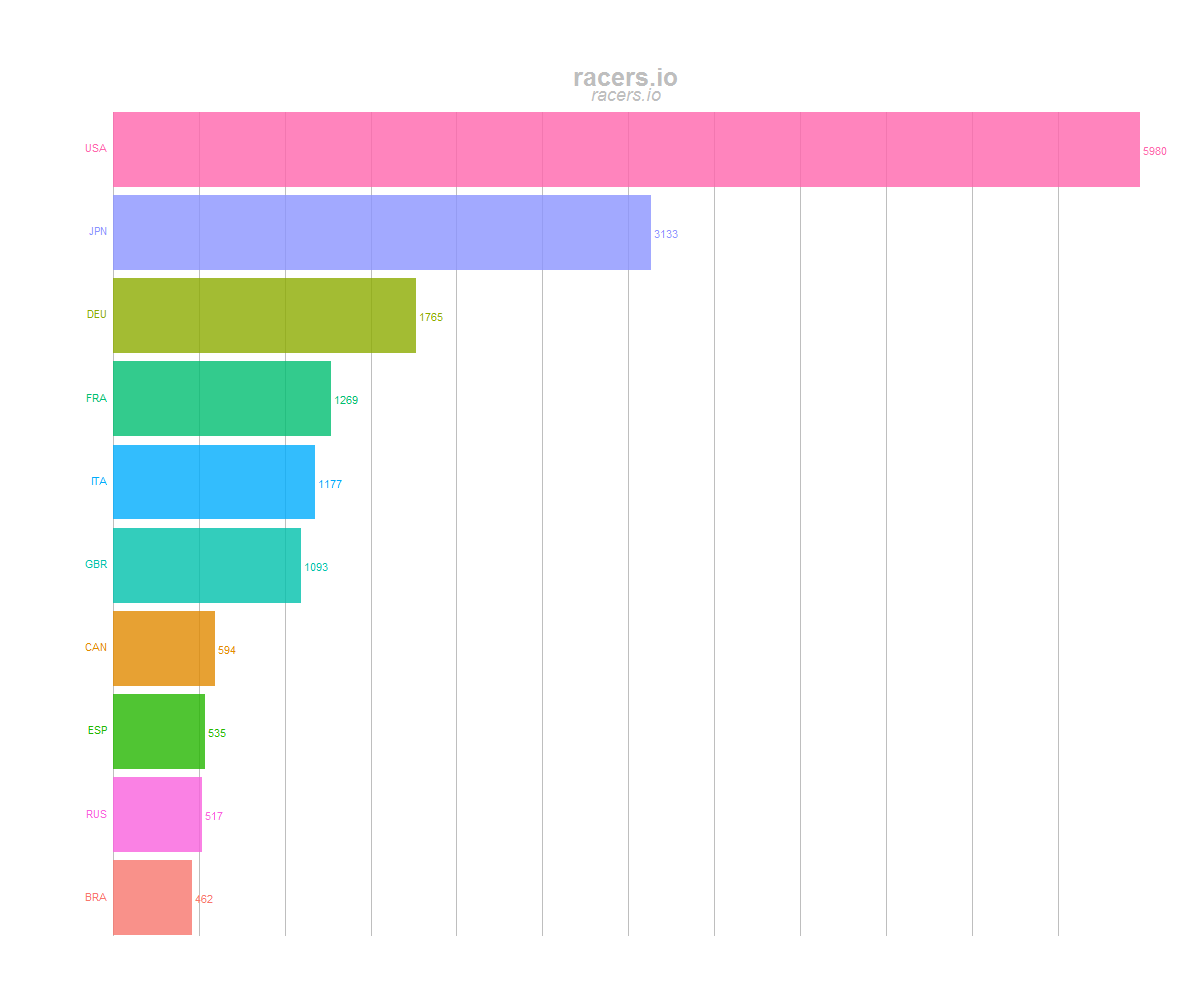 racers.io
racers.io
USA 5980
JPN 3133
DEU 1765
FRA 1269
ITA 1177
GBR 1093
CAN 594
ESP 535
RUS 517
BRA 462